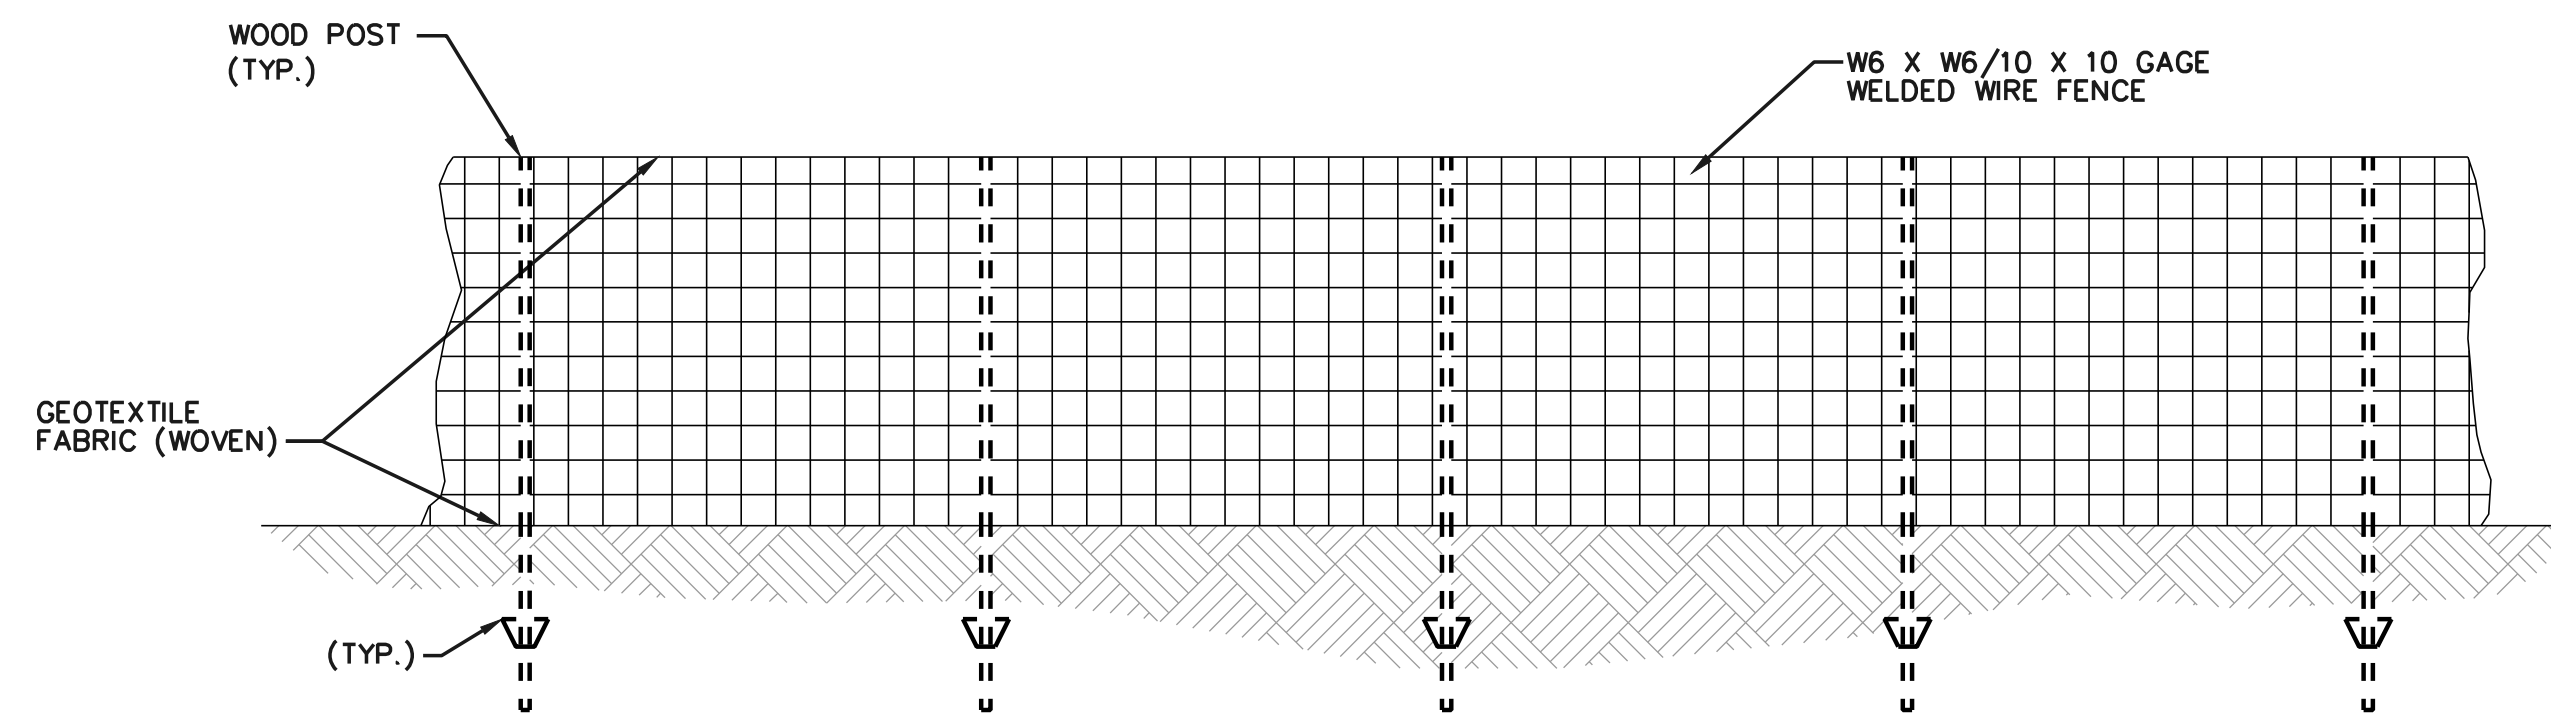 WOOD POST
(TYP.)
W6 X W6/10 X 10 GAGE
WELDED WIRE FENCE
GEOTEXTILE
FABRIC (WOVEN)
(TYP.)